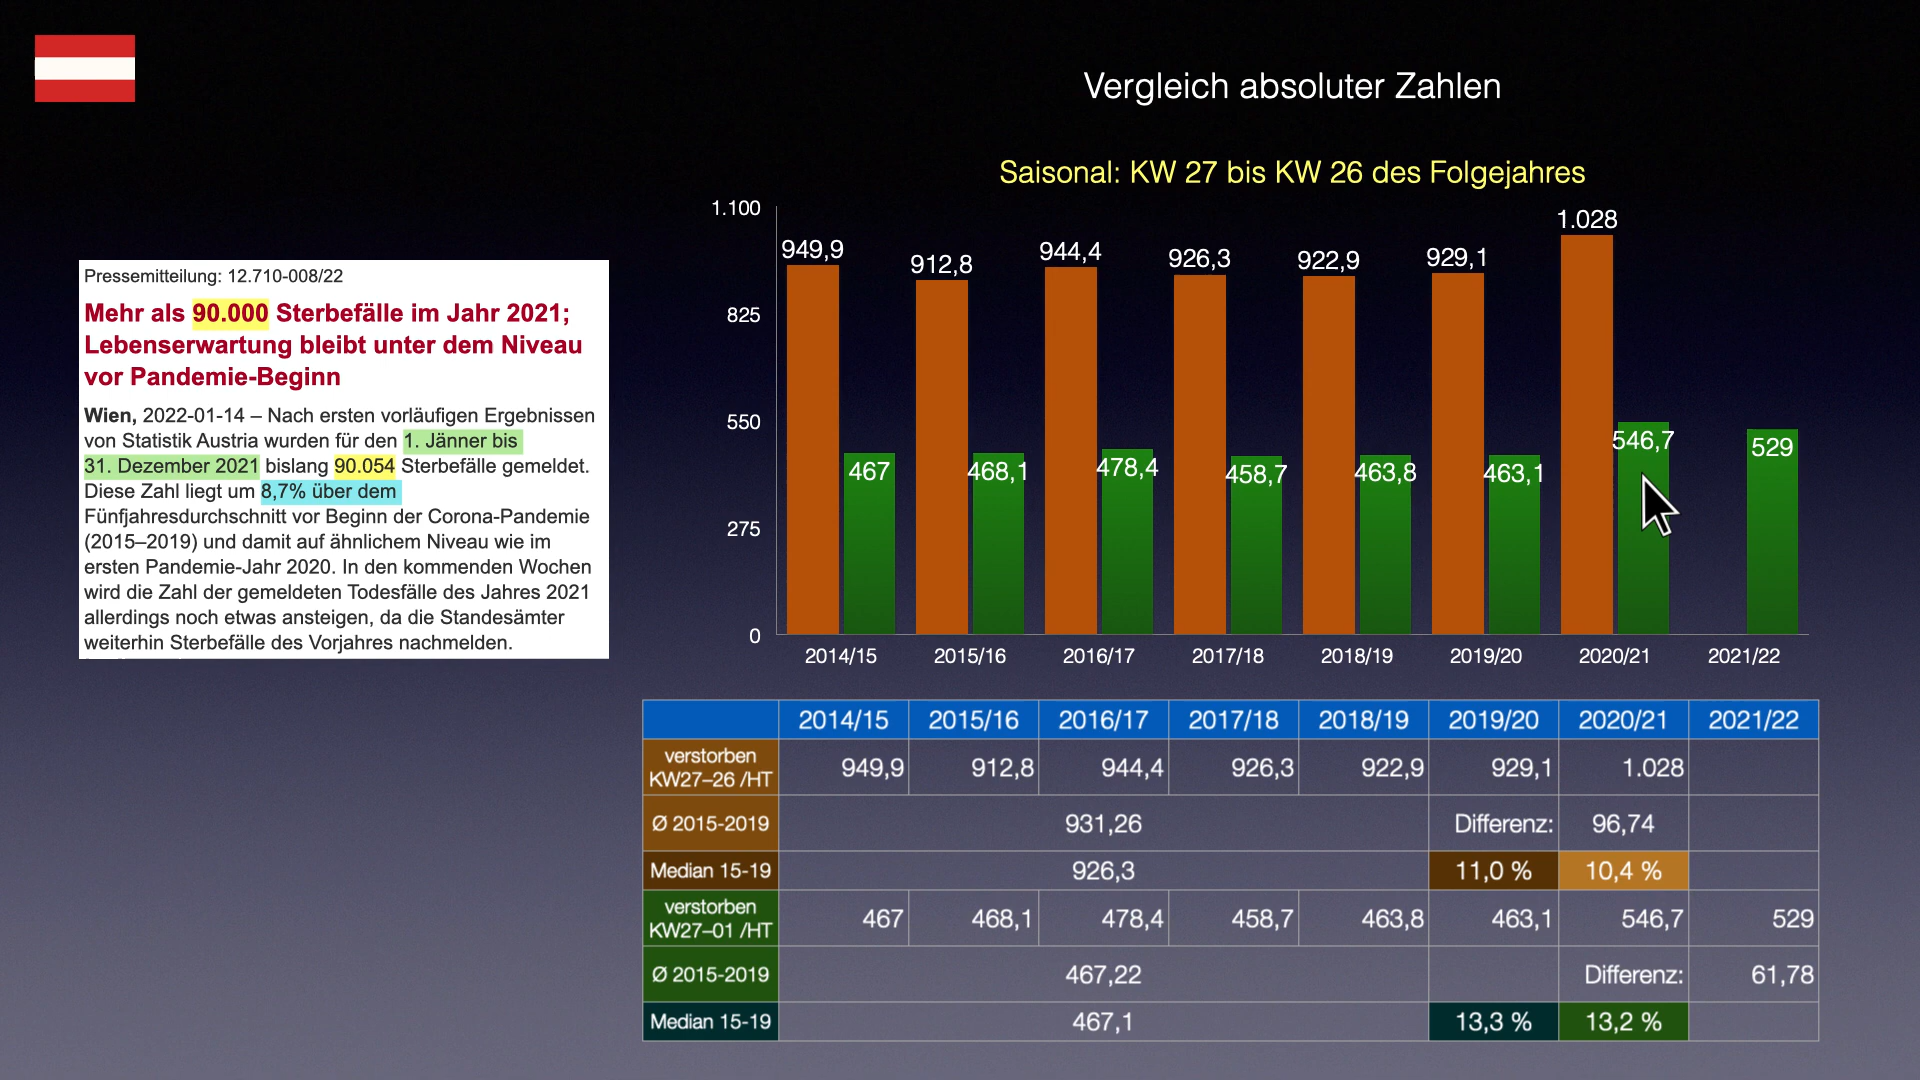 Vergleich absoluter Zahlen
Saisonal: KW 27 bis KW 26 des Folgejahres
Pressemitteilung: 12.710-008/22
Mehr als 90.000 Sterbefälle im Jahr 2021;
Lebenserwartung bleibt unter dem Niveau
vor Pandemie-Beginn
Wien, 2022-01-14 – Nach ersten vorläufigen Ergebnissen
von Statistik Austria wurden für den 1. Jänner bis
31. Dezember 2021 bislang 90.054 Sterbefälle gemeldet.
Diese Zahl liegt um 8,7% über dem
Fünfjahresdurchschnitt vor Beginn der Corona-Pandemie
(2015–2019) und damit auf ähnlichem Niveau wie im
ersten Pandemie-Jahr 2020. In den kommenden Wochen
wird die Zahl der gemeldeten Todesfälle des Jahres 2021
allerdings noch etwas ansteigen, da die Standesämter
weiterhin Sterbefälle des Vorjahres nachmelden.
1.100
825
550
275
0
949,9 912,8 944,4 926,3 922,9 929,1 1.028
467 468,1 478,4 458,7 463,8 463,1 546,7 529
2014/15 2015/16 2016/17 2017/18 2018/19 2019/20 2020/21 2021/22
2014/15 2015/16 2016/17 2017/18 2018/19 2019/20 2020/21 2021/22
verstorben
KW27–26 /HT 949,9 912,8 944,4 926,3 922,9 929,1 1.028
Ø 2015-2019 931,26 Differenz: 96,74
Median 15-19 926,3 11,0 % 10,4 %
verstorben
KW27–01 /HT 467 468,1 478,4 458,7 463,8 463,1 546,7 529
Ø 2015-2019 467,22 Differenz: 61,78
Median 15-19 467,1 13,3 % 13,2 %